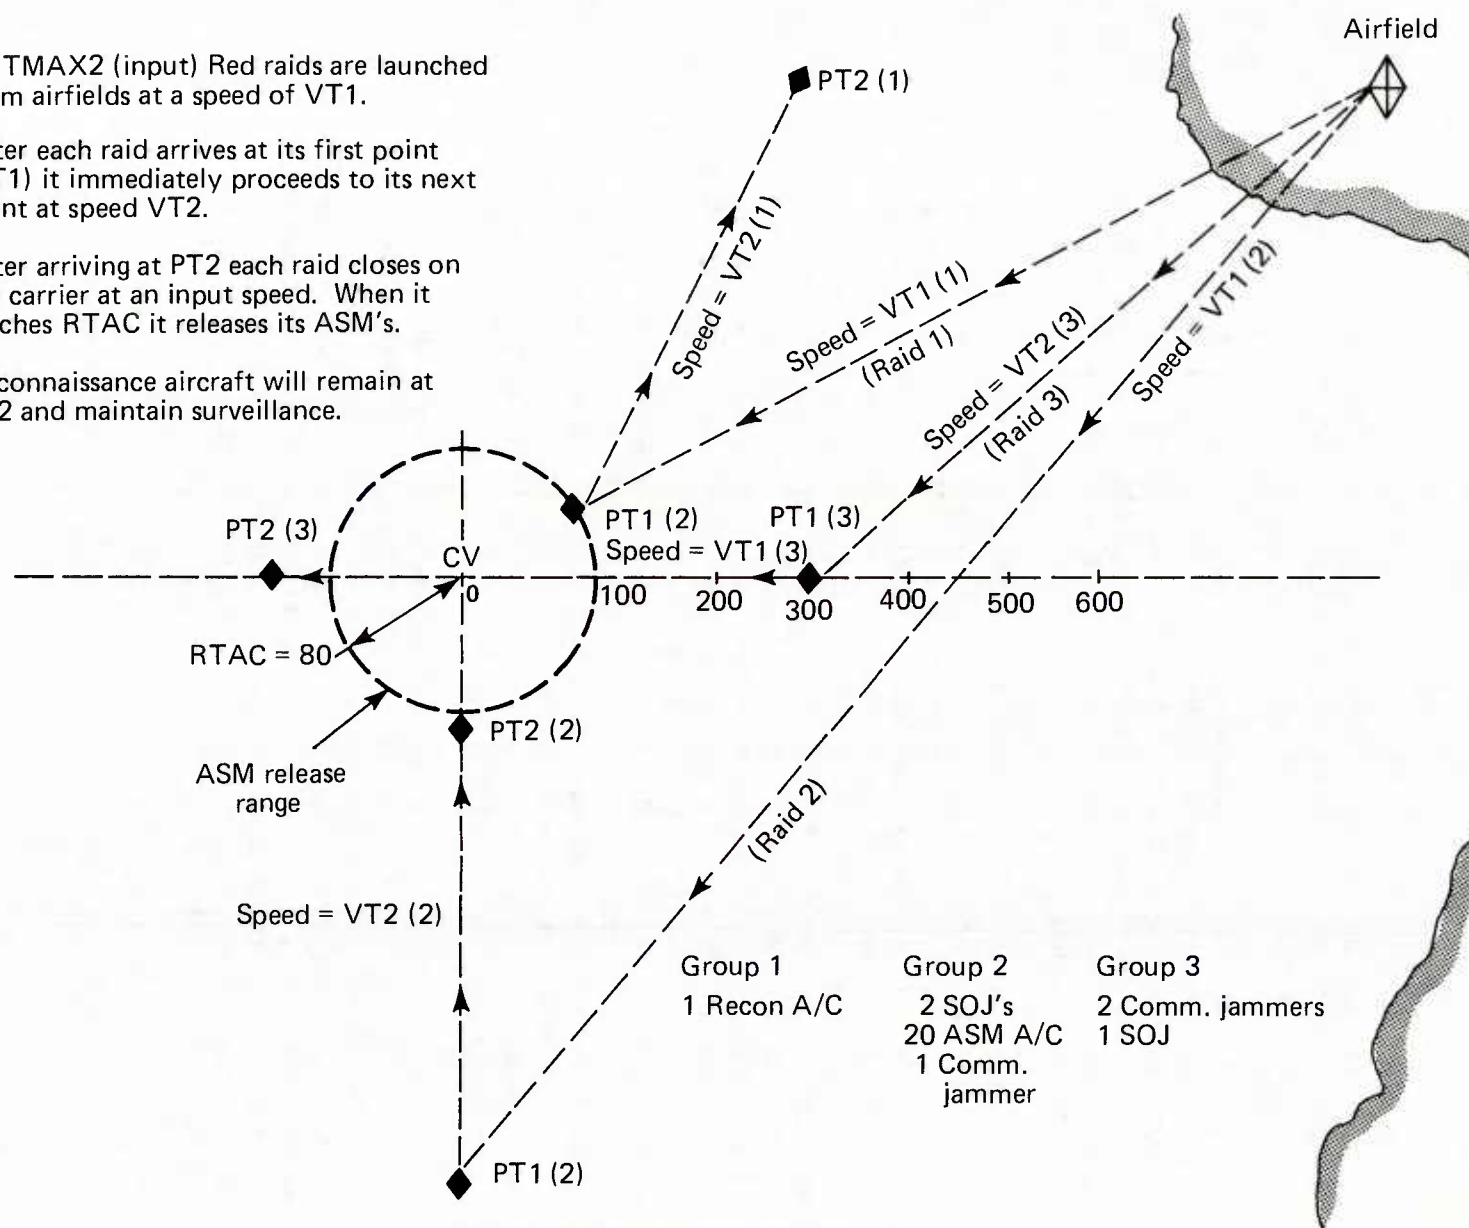 TMAX2 (input) Red raids are launched
m airfields at a speed of VT1.
ter each raid arrives at its first point
T1) it immediately proceeds to its next
nt at speed VT2.
ter arriving at PT2 each raid closes on
carrier at an input speed. When it
ches RTAC it releases its ASM's.
connaissance aircraft will remain at
2 and maintain surveillance.
Airfield
PT2 (1)
Speed = VT2 (1)
Speed = VT1 (1)
(Raid 1)
Speed = VT2 (3)
(Raid 3)
Speed = VT1 (2)
PT2 (3)
CV
PT1 (2)
PT1 (3)
Speed = VT1 (3)
0
100
200
300
400
500
600
RTAC = 80
PT2 (2)
ASM release
range
(Raid 2)
Speed = VT2 (2)
Group 1
1 Recon A/C
Group 2
2 SOJ's
20 ASM A/C
1 Comm.
jammer
Group 3
2 Comm. jammers
1 SOJ
PT1 (2)